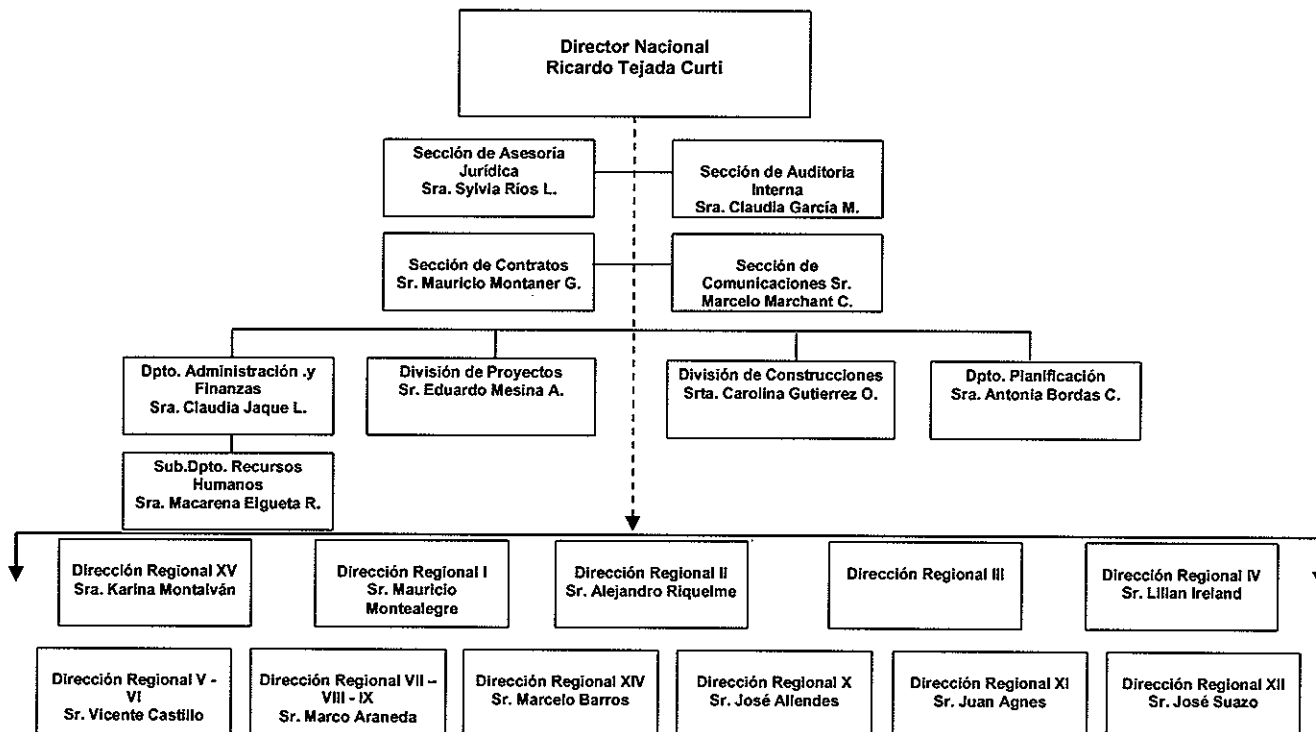 Director Nacional
Ricardo Tejada Curti
Sección de Asesoría
Jurídica
Sra. Sylvia Ríos L.
Sección de Auditoria
Interna
Sra. Claudia García M.
Sección de Contratos
Sr. Mauricio Montaner G.
Sección de
Comunicaciones Sr.
Marcelo Marchant C.
Dpto. Administración .y
Finanzas
Sra. Claudia Jaque L.
División de Proyectos
Sr. Eduardo Mesina A.
División de Construcciones
Srta. Carolina Gutierrez O.
Dpto. Planificación
Sra. Antonia Bordas C.
Sub.Dpto. Recursos
Humanos
Sra. Macarena Elgueta R.
Dirección Regional XV
Sra. Karina Montalván
Dirección Regional I
Sr. Mauricio
Montealegre
Dirección Regional II
Sr. Alejandro Riquelme
Dirección Regional III
Dirección Regional IV
Sr. Lilian Ireland
Dirección Regional V -
VI
Sr. Vicente Castillo
Dirección Regional VII –
VIII - IX
Sr. Marco Araneda
Dirección Regional XIV
Sr. Marcelo Barros
Dirección Regional X
Sr. José Allendes
Dirección Regional XI
Sr. Juan Agnes
Dirección Regional XII
Sr. José Suazo